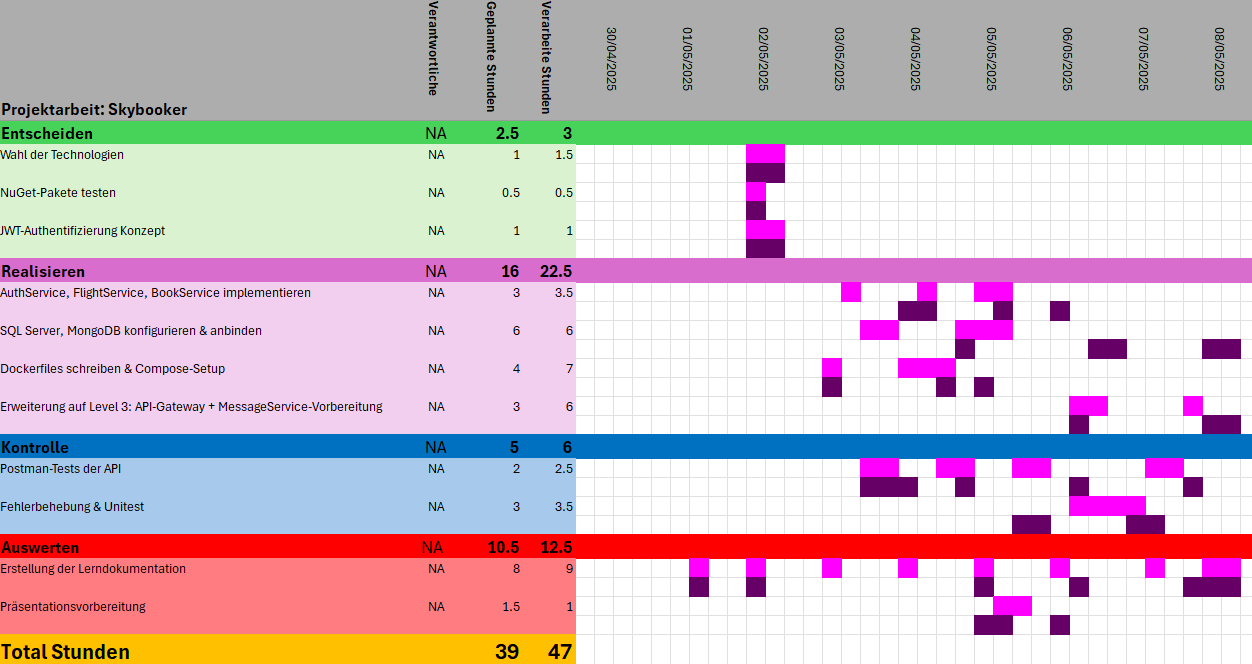 Verantwortliche
Geplannte Stunden
Verarbeite Stunden
30/04/2025
01/05/2025
02/05/2025
03/05/2025
04/05/2025
05/05/2025
06/05/2025
07/05/2025
08/05/2025
Projektarbeit: Skybooker
Entscheiden NA 2.5 3
Wahl der Technologien NA 1 1.5
NuGet-Pakete testen NA 0.5 0.5
JWT-Authentifizierung Konzept NA 1 1
Realisieren NA 16 22.5
AuthService, FlightService, BookService implementieren NA 3 3.5
SQL Server, MongoDB konfigurieren & anbinden NA 6 6
Dockerfiles schreiben & Compose-Setup NA 4 7
Erweiterung auf Level 3: API-Gateway + MessageService-Vorbereitung NA 3 6
Kontrolle NA 5 6
Postman-Tests der API NA 2 2.5
Fehlerbehebung & Unitest NA 3 3.5
Auswerten NA 10.5 12.5
Erstellung der Lerndokumentation NA 8 9
Präsentationsvorbereitung NA 1.5 1
Total Stunden 39 47